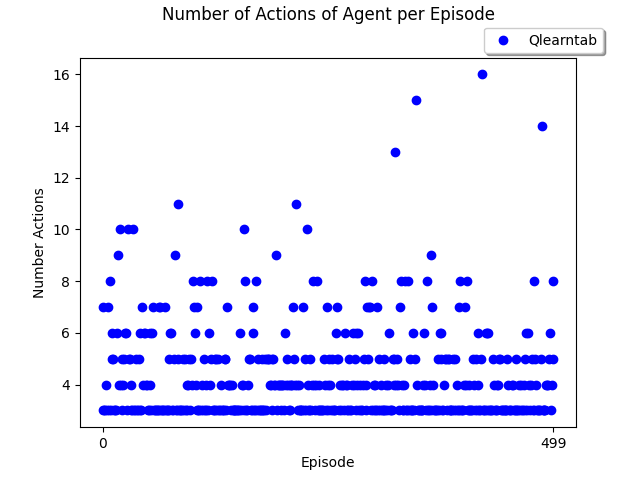 Number of Actions of Agent per Episode
Qlearntab
16
14
12
10
8
6
4
Number Actions
0
499
Episode